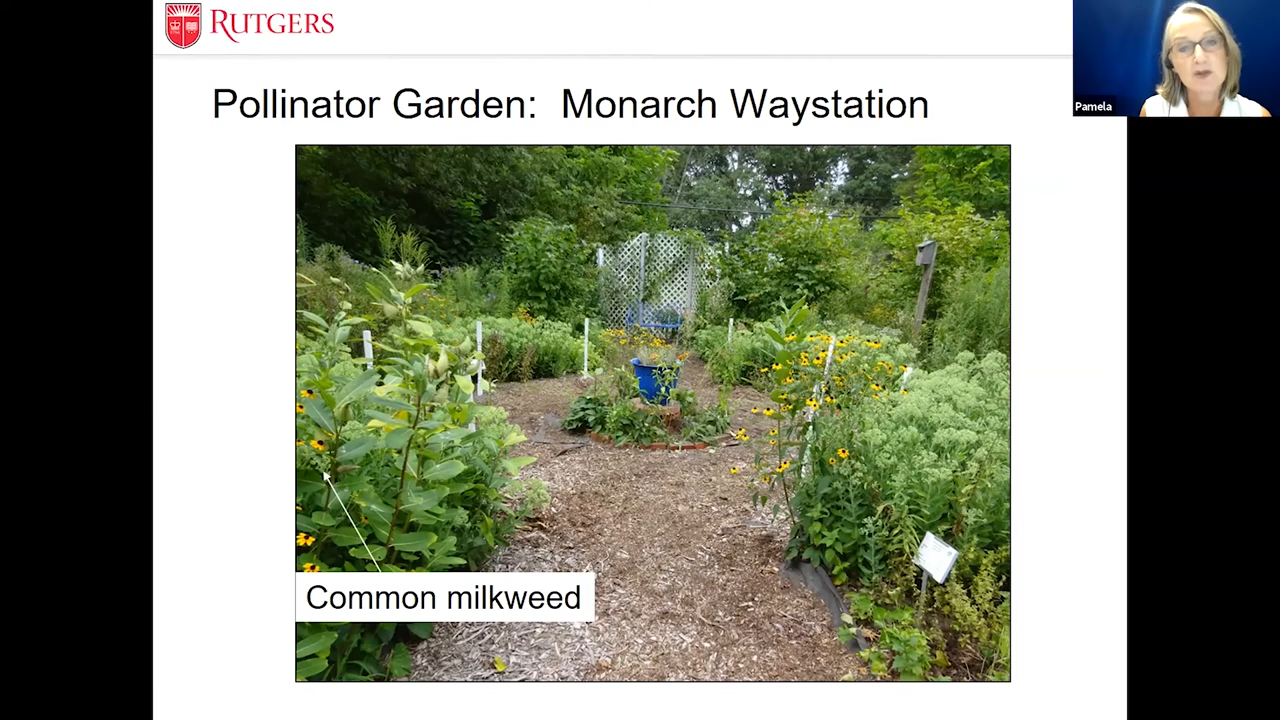 RUTGERS
Pamela
Pollinator Garden:  Monarch Waystation
Common milkweed